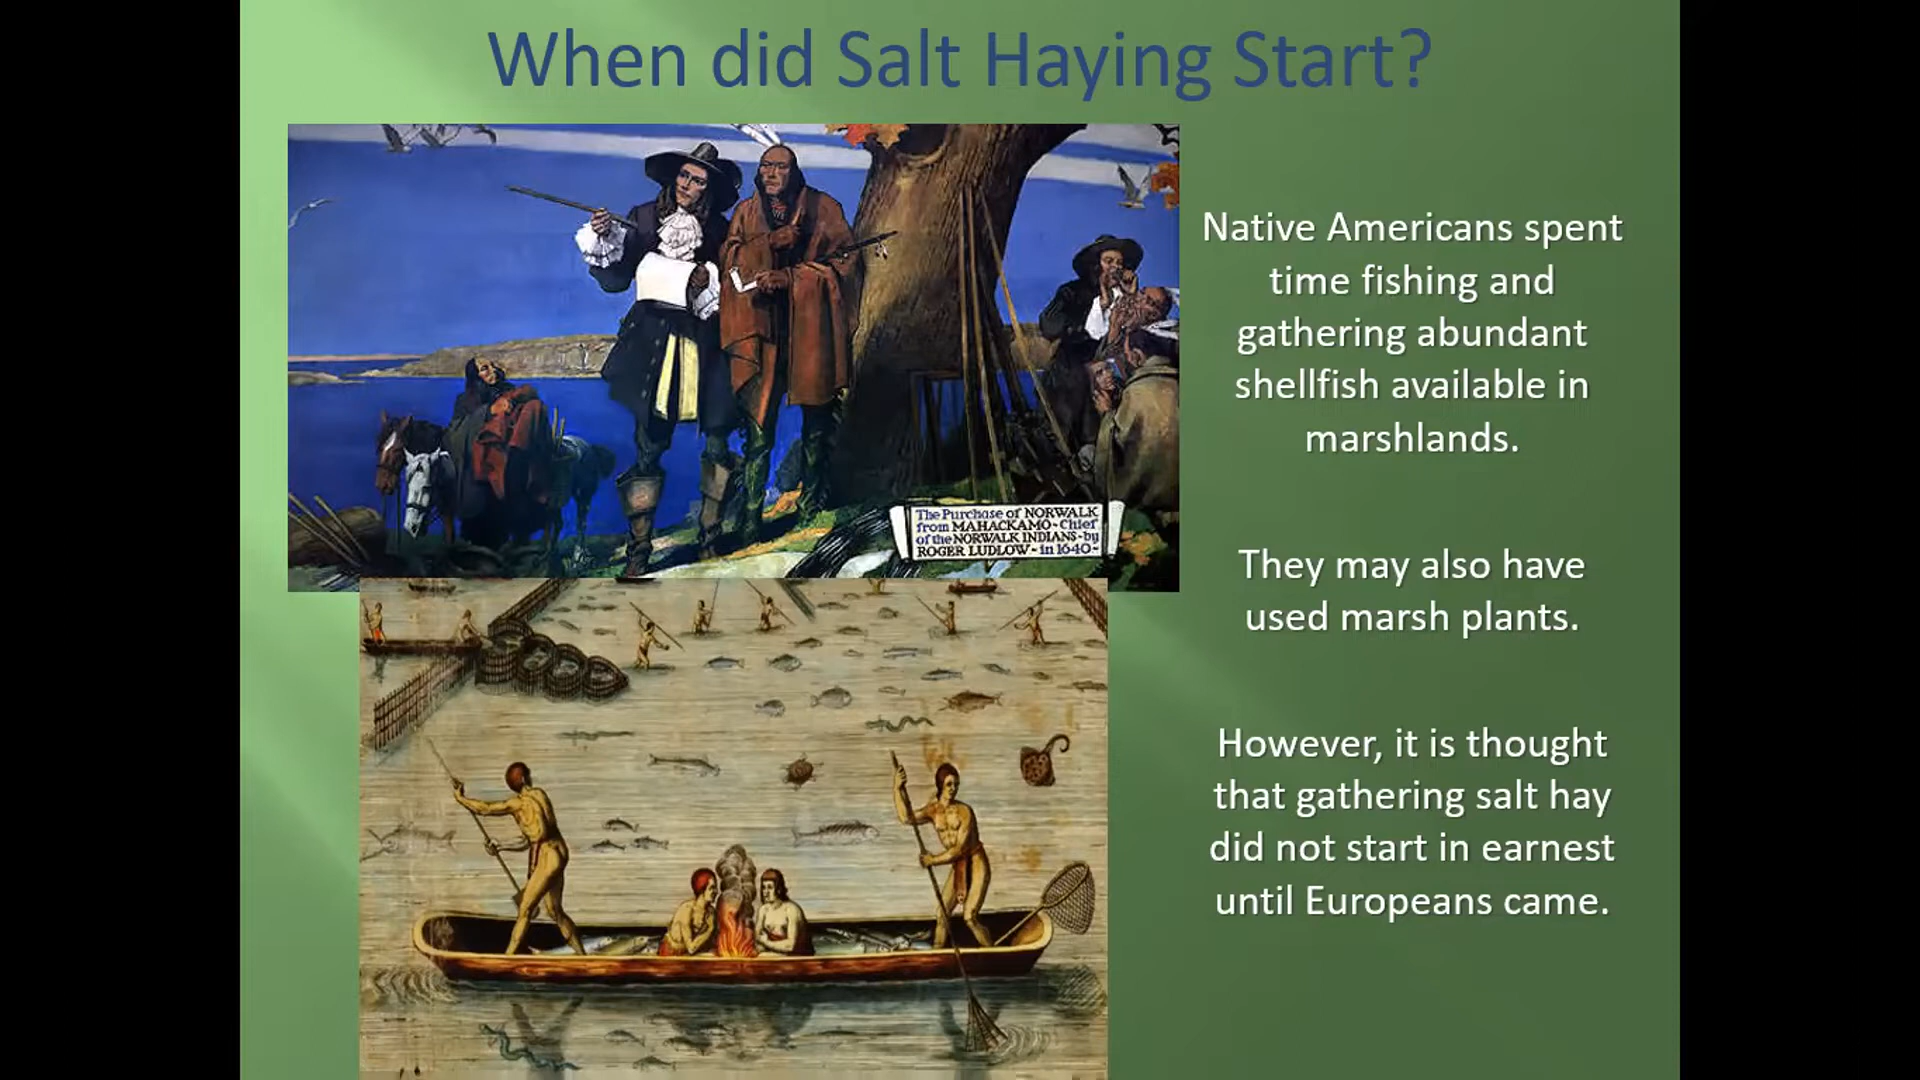 When did Salt Haying Start?
The Purchase of NORWALK
from MAHACKAMO - Chief
of the NORWALK INDIANS - by
ROGER LUDLOW - in 1640 -
Native Americans spent
time fishing and
gathering abundant
shellfish available in
marshlands.
They may also have
used marsh plants.
However, it is thought
that gathering salt hay
did not start in earnest
until Europeans came.